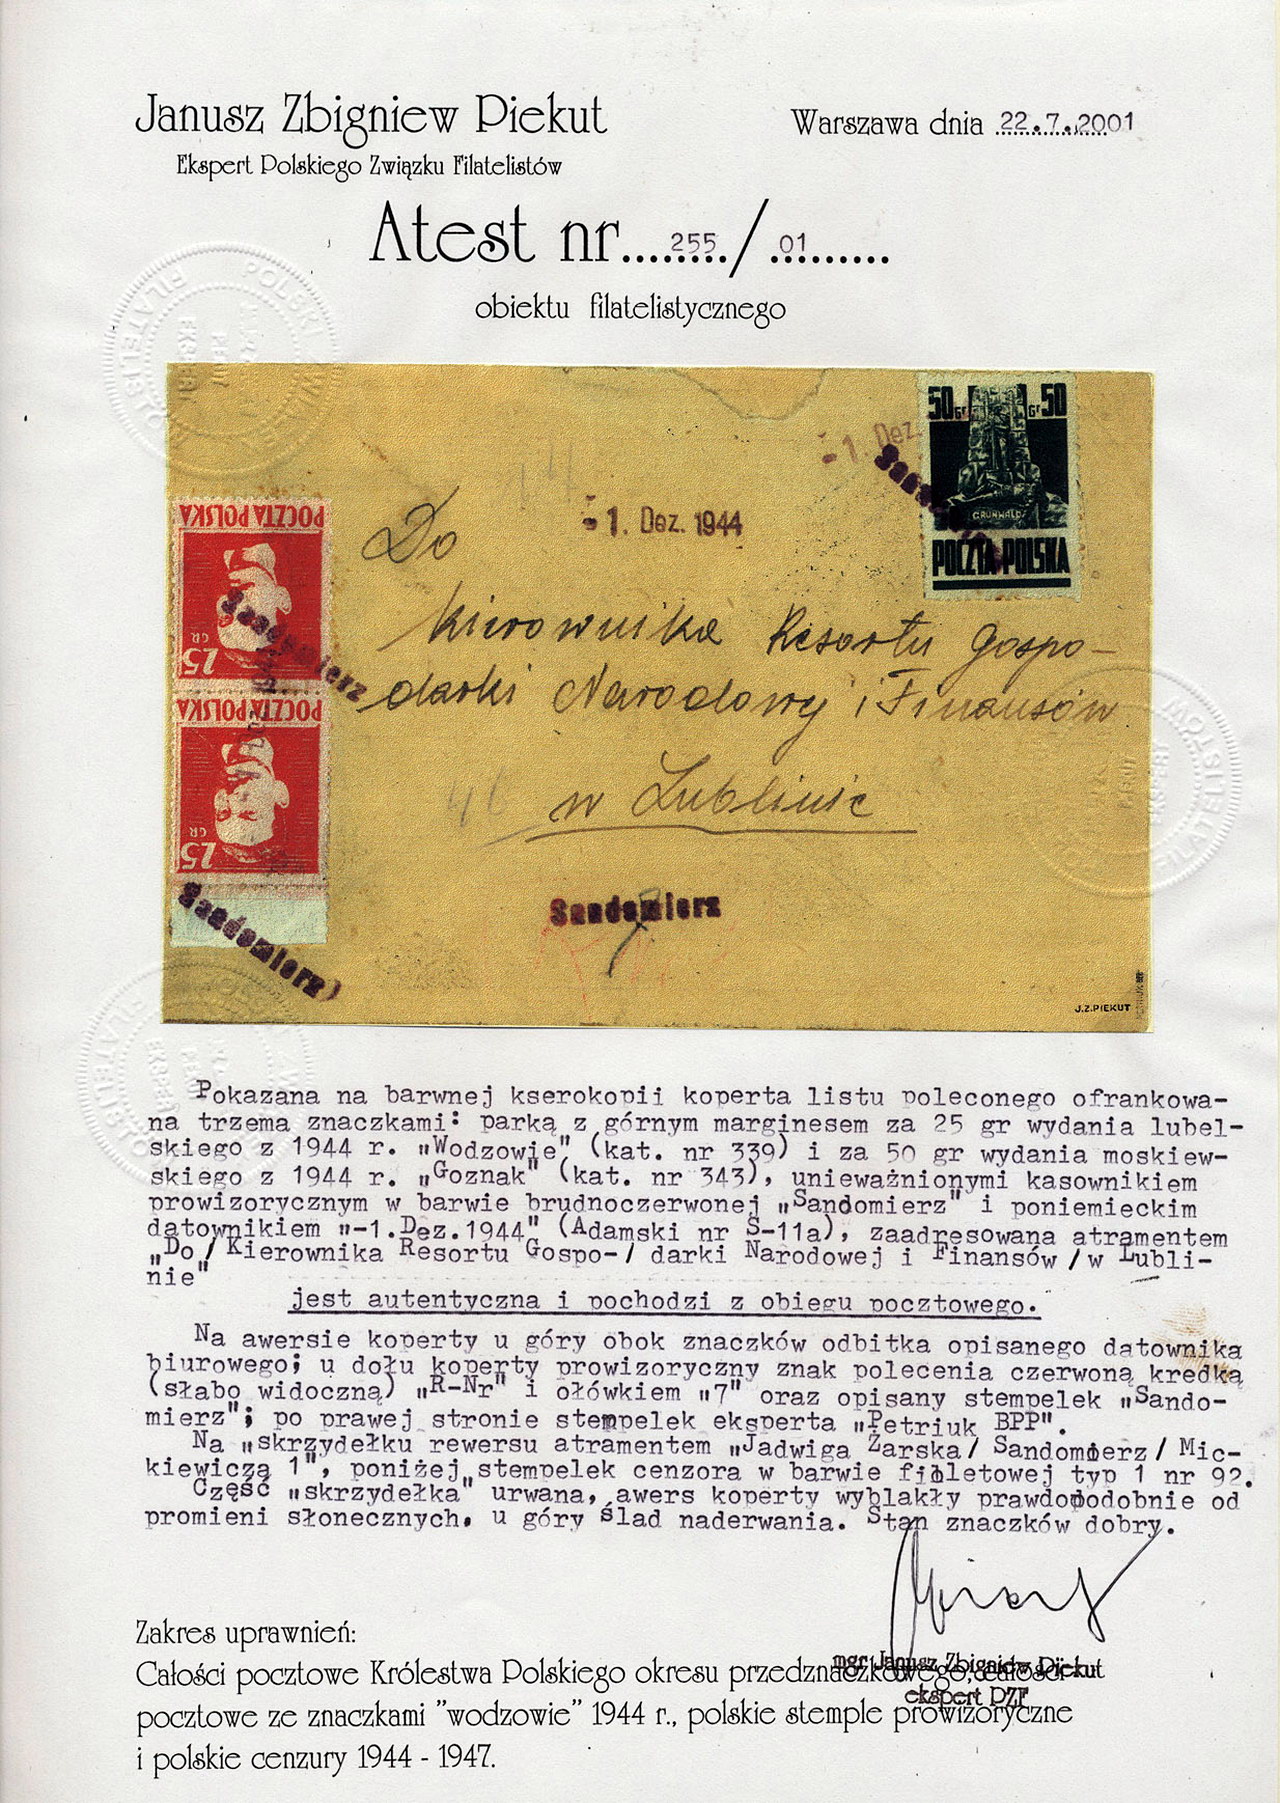 Janusz Zbigniew Piekut
Warszawa dnia 22.7.2001
Ekspert Polskiego Związku Filatelistów
Atest nr....255./.01.......
obiektu filatelistycznego
50 Gr Gr 50
- 1. Dez.
GRUNWALD
POCZTA POLSKA
POCZTA POLSKA
25 GR
Sandomierz
POCZTA POLSKA
25 GR
Sandomierz
- 1. Dez. 1944
Do
Kierownika Resortu Gospo-
darki Narodowej i Finansów
w Lublinie
46
Sandomierz
7
J.Z.PIEKUT
Pokazana na barwnej kserokopii koperta listu poleconego ofrankowa-
na trzema znaczkami: parką z górnym marginesem za 25 gr wydania lubel-
skiego z 1944 r. „Wodzowie" (kat. nr 339) i za 50 gr wydania moskiew-
skiego z 1944 r. „Goznak" (kat. nr 343), unieważnionymi kasownikiem
prowizorycznym w barwie brudnoczerwonej „Sandomierz" i poniemieckim
datownikiem „-1.Dez.1944" (Adamski nr S-11a), zaadresowana atramentem
„Do/Kierownika Resortu Gospo-/darki Narodowej i Finansów/w Lubli-
nie"
jest autentyczna i pochodzi z obiegu pocztowego.
Na awersie koperty u góry obok znaczków odbitka opisanego datownika
biurowego; u dołu koperty prowizoryczny znak polecenia czerwoną kredką
(słabo widoczną) „R-Nr" i ołówkiem „7" oraz opisany stempelek „Sando-
mierz"; po prawej stronie stempelek eksperta „Petriuk BPP".
Na „skrzydełku rewersu atramentem „Jadwiga Żarska/Sandomierz/Mic-
kiewicza 1", poniżej stempelek cenzora w barwie fioletowej typ 1 nr 92.
Część „skrzydełka" urwana, awers koperty wyblakły prawdopodobnie od
promieni słonecznych, u góry ślad naderwania. Stan znaczków dobry.
mgr Janusz Zbigniew Piekut
ekspert PZF
Zakres uprawnień:
Całości pocztowe Królestwa Polskiego okresu przedznaczkowego, całości
pocztowe ze znaczkami "wodzowie" 1944 r., polskie stemple prowizoryczne
i polskie cenzury 1944 - 1947.